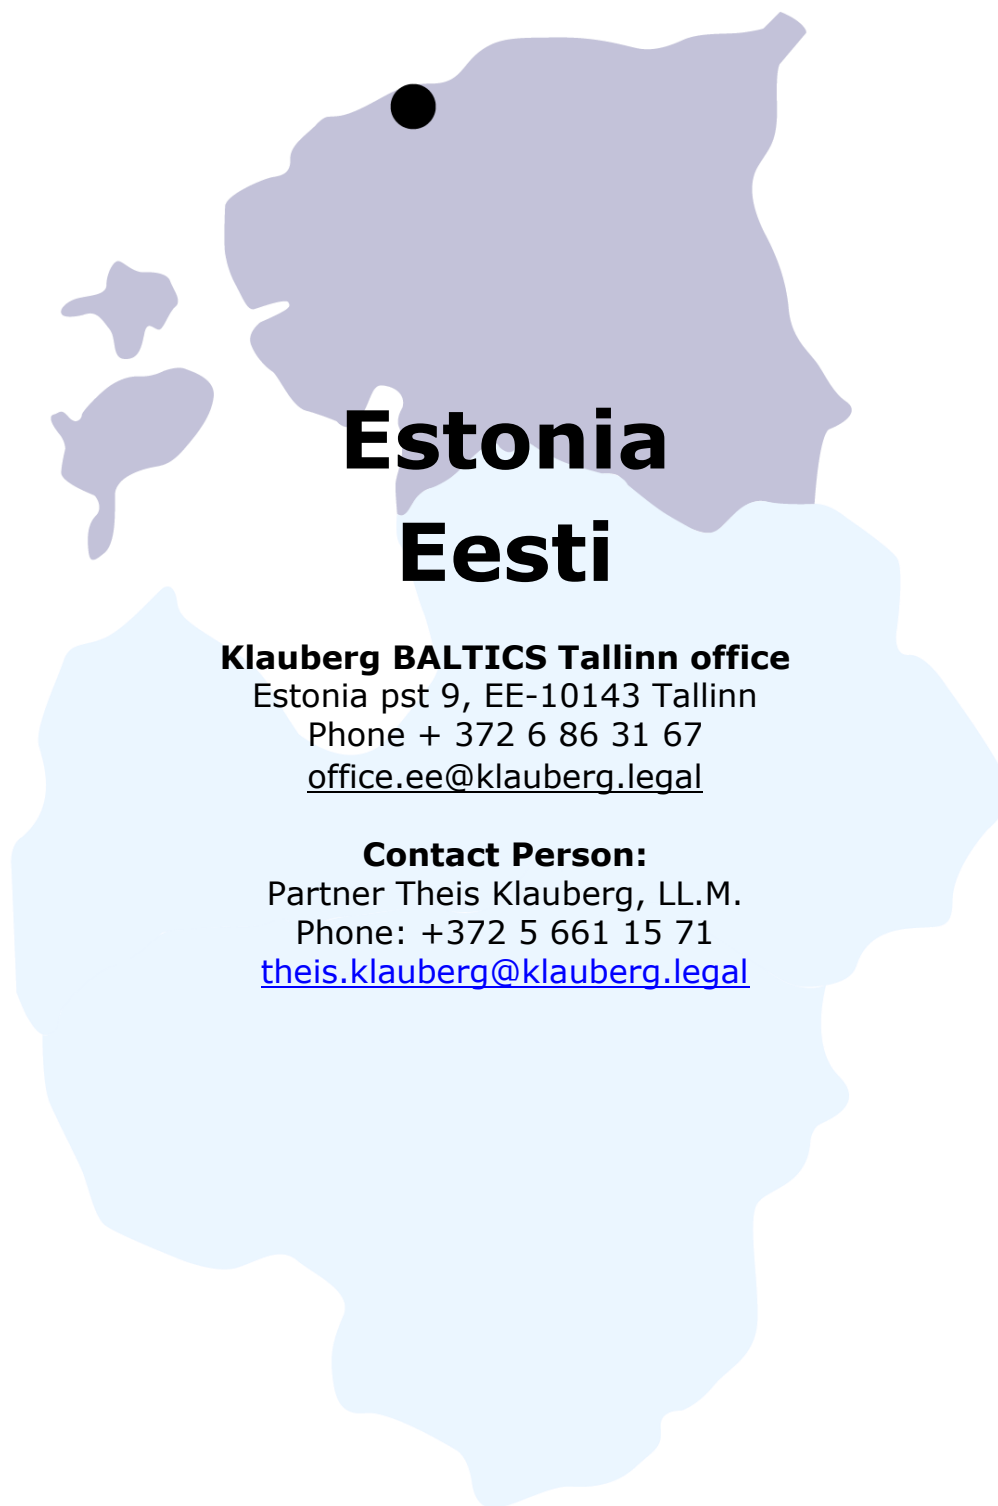 Estonia
Eesti
Klauberg BALTICS Tallinn office
Estonia pst 9, EE-10143 Tallinn
Phone + 372 6 86 31 67
office.ee@klauberg.legal
Contact Person:
Partner Theis Klauberg, LL.M.
Phone: +372 5 661 15 71
theis.klauberg@klauberg.legal